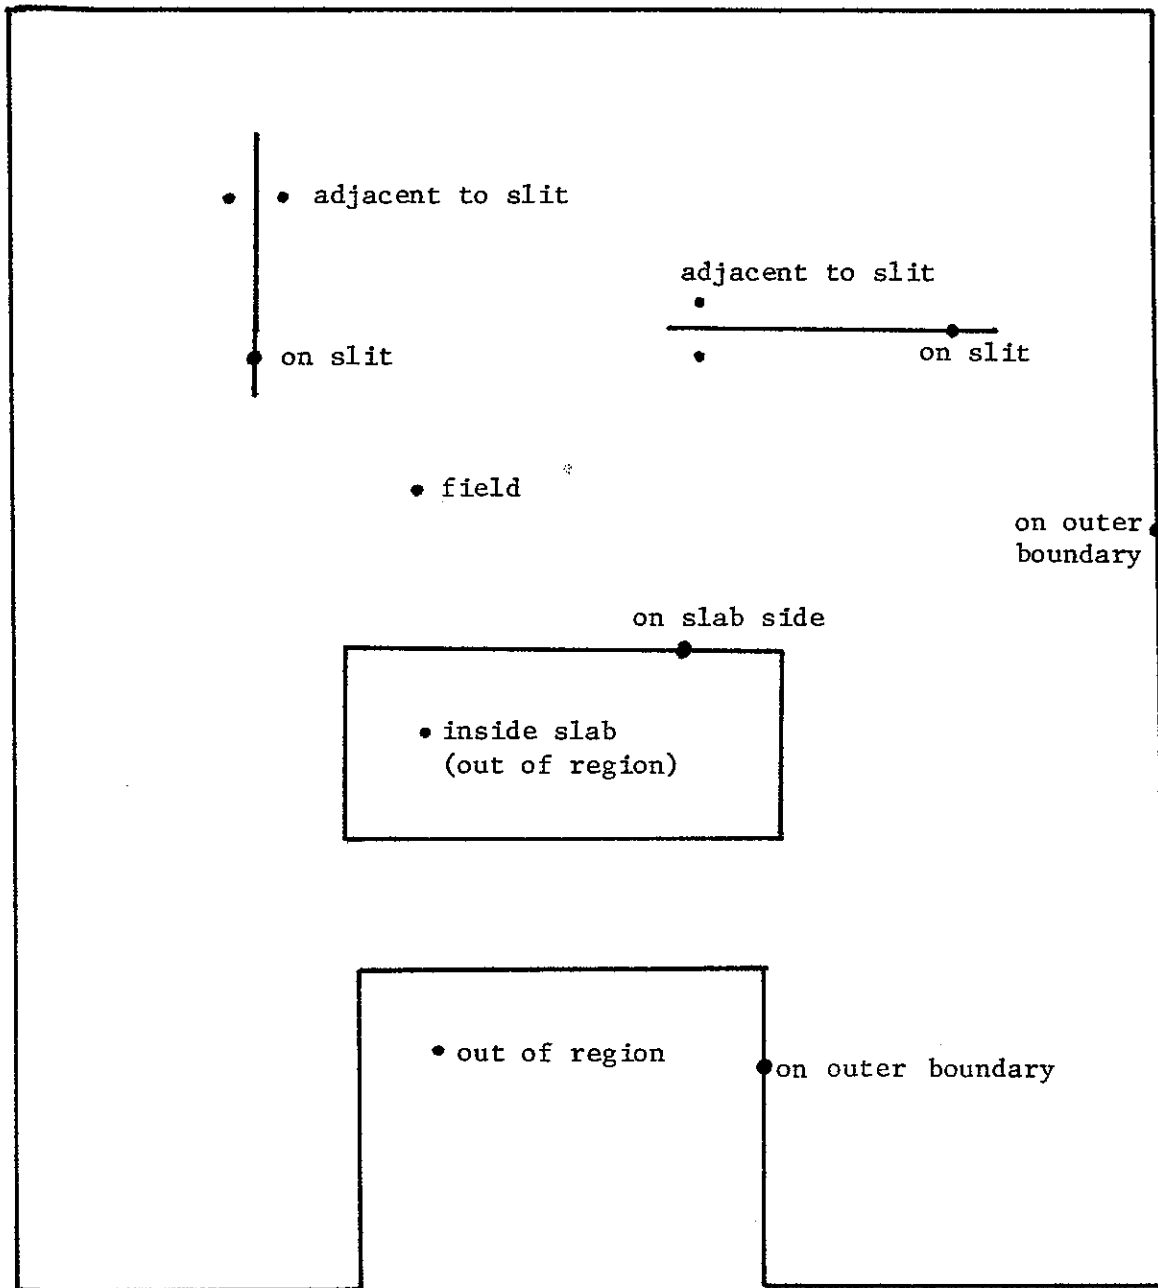 adjacent to slit
adjacent to slit
on slit
on slit
field
on outer
boundary
on slab side
inside slab
(out of region)
out of region
on outer boundary